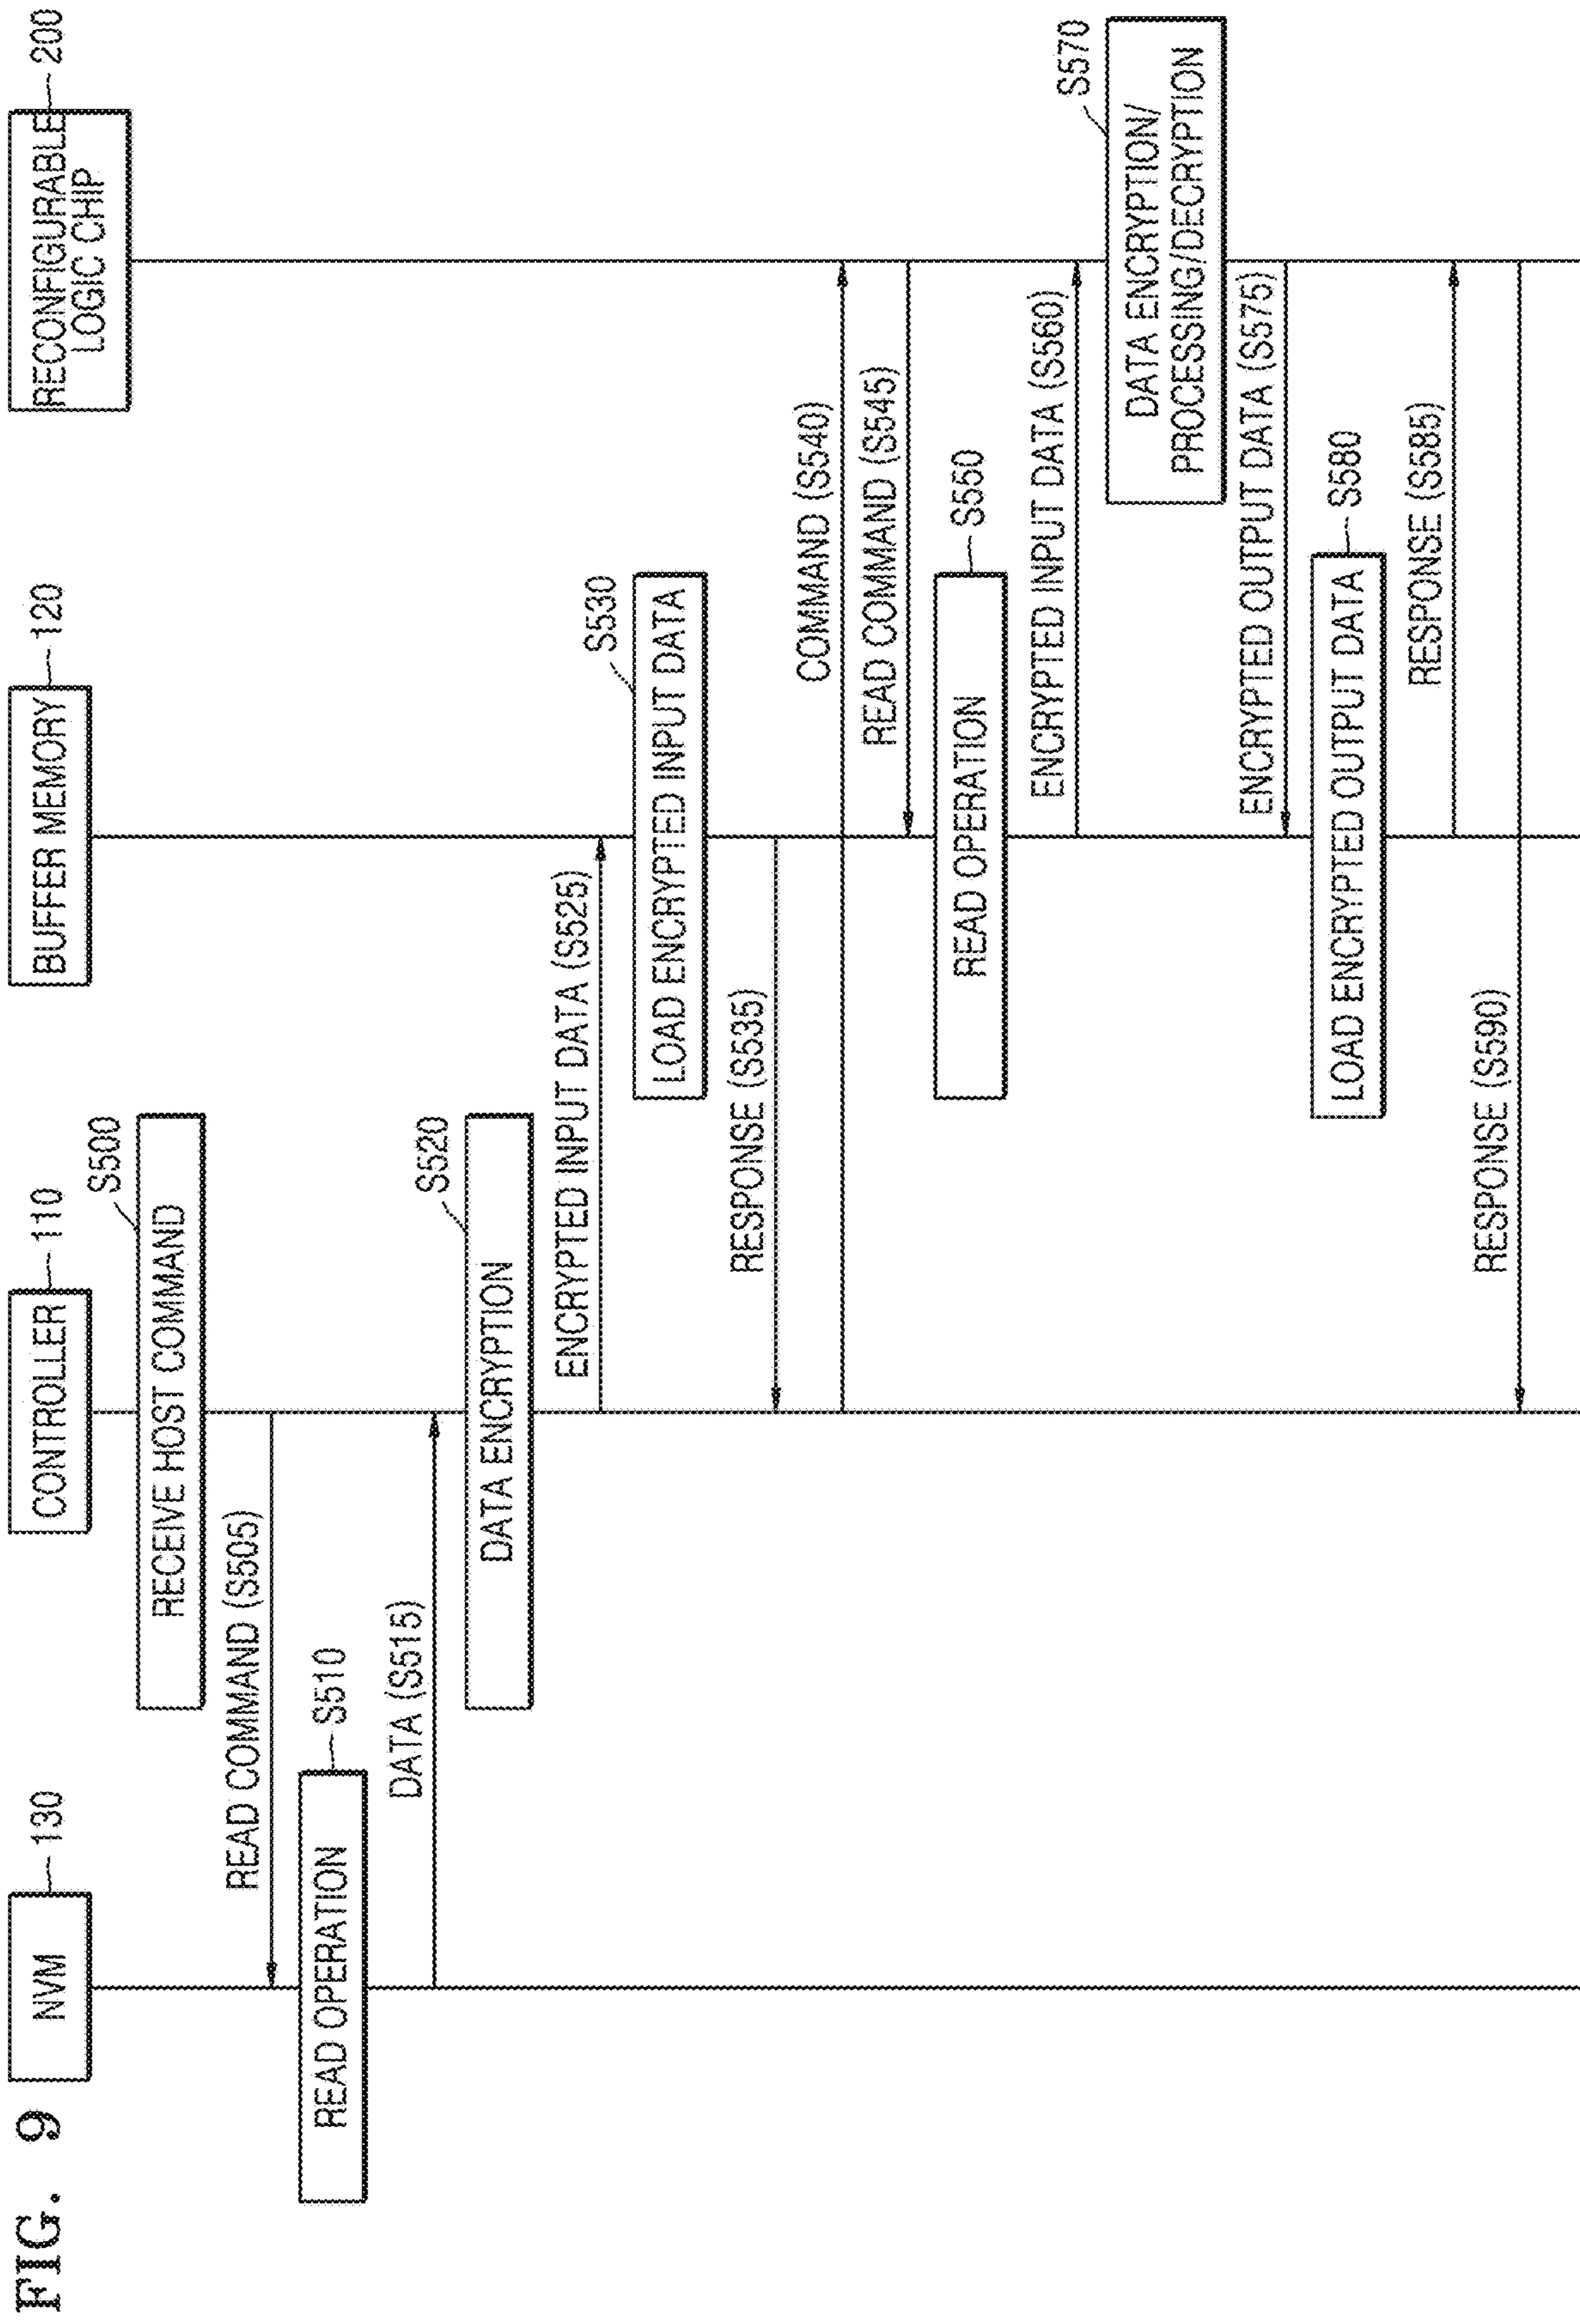 FIG. 9
NVM
130
CONTROLLER
110
BUFFER MEMORY
120
RECONFIGURABLE
LOGIC CHIP
200
S500
RECEIVE HOST COMMAND
READ COMMAND (S505)
READ OPERATION
S510
DATA (S515)
S520
DATA ENCRYPTION
ENCRYPTED INPUT DATA (S525)
S530
LOAD ENCRYPTED INPUT DATA
RESPONSE (S535)
COMMAND (S540)
READ COMMAND (S545)
READ OPERATION
S550
ENCRYPTED INPUT DATA (S560)
S570
DATA ENCRYPTION/
PROCESSING/DECRYPTION
ENCRYPTED OUTPUT DATA (S575)
LOAD ENCRYPTED OUTPUT DATA
S580
RESPONSE (S585)
RESPONSE (S590)